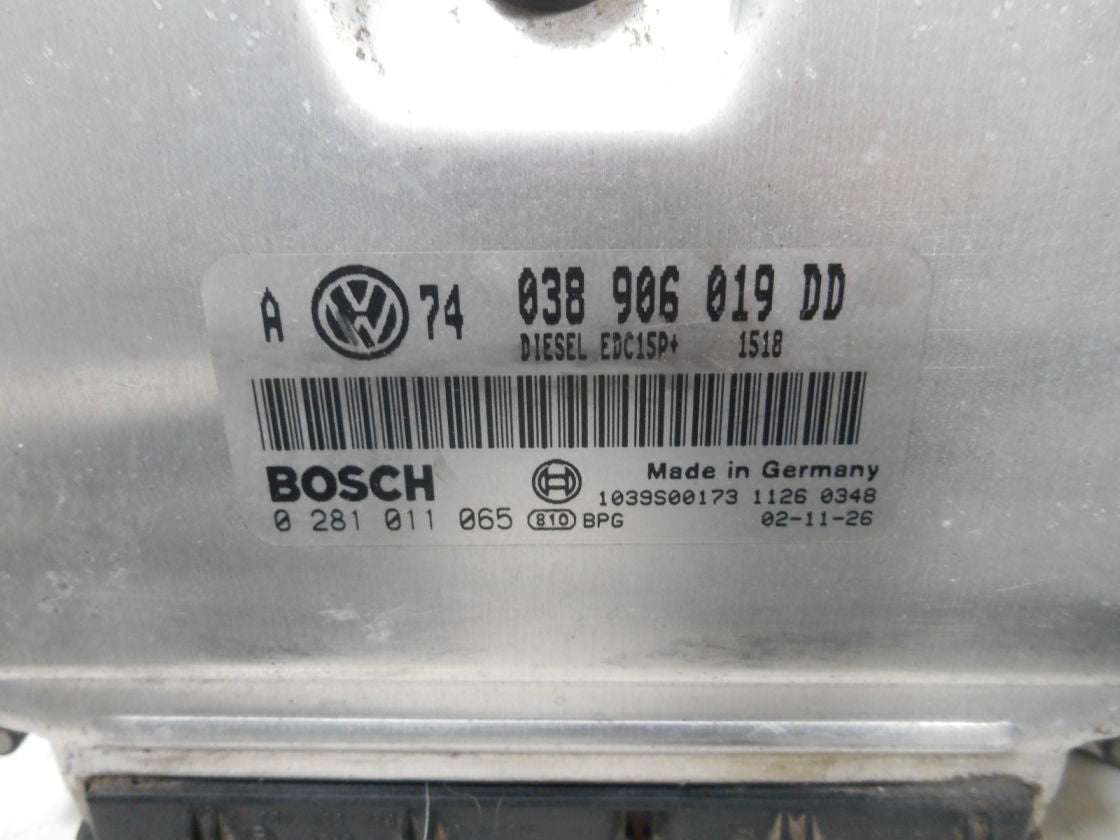 A VW 74 038 906 019 DD
DIESEL EDC15P+ 1518
BOSCH Made in Germany
1039S00173 1126 0348
0 281 011 065 810 BPG 02-11-26